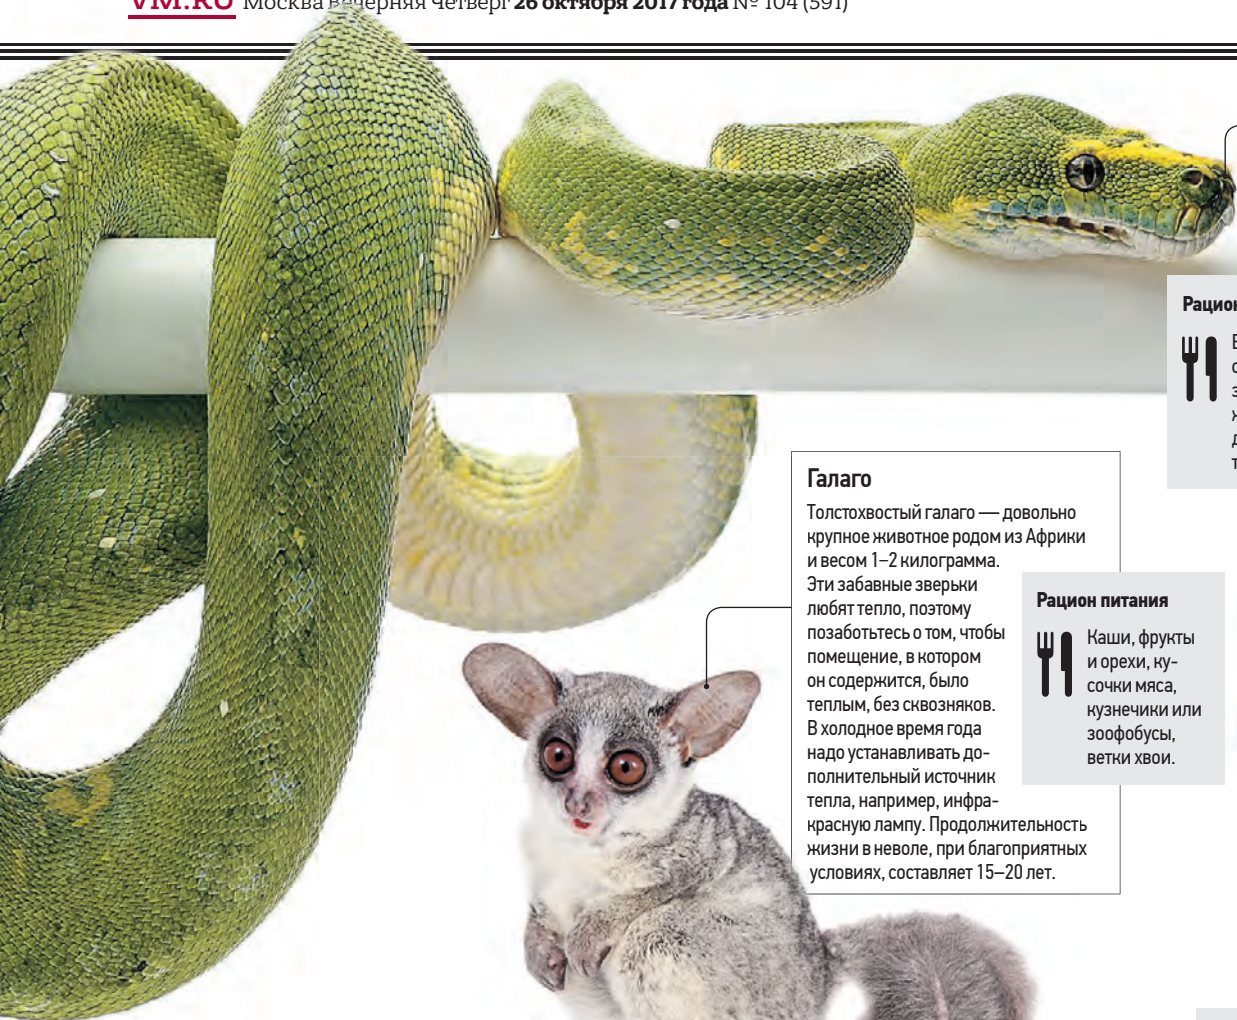 VM.RU Москва вечерняя Четверг 26 октября 2017 года № 104 (591)
Рацион
Галаго
Толстохвостый галаго — довольно
крупное животное родом из Африки
и весом 1–2 килограмма.
Эти забавные зверьки
любят тепло, поэтому
позаботьтесь о том, чтобы
помещение, в котором
он содержится, было
теплым, без сквозняков.
В холодное время года
надо устанавливать до-
полнительный источник
тепла, например, инфра-
красную лампу. Продолжительность
жизни в неволе, при благоприятных
условиях, составляет 15–20 лет.
Рацион питания
Каши, фрукты
и орехи, ку-
сочки мяса,
кузнечики или
зоофобусы,
ветки хвои.